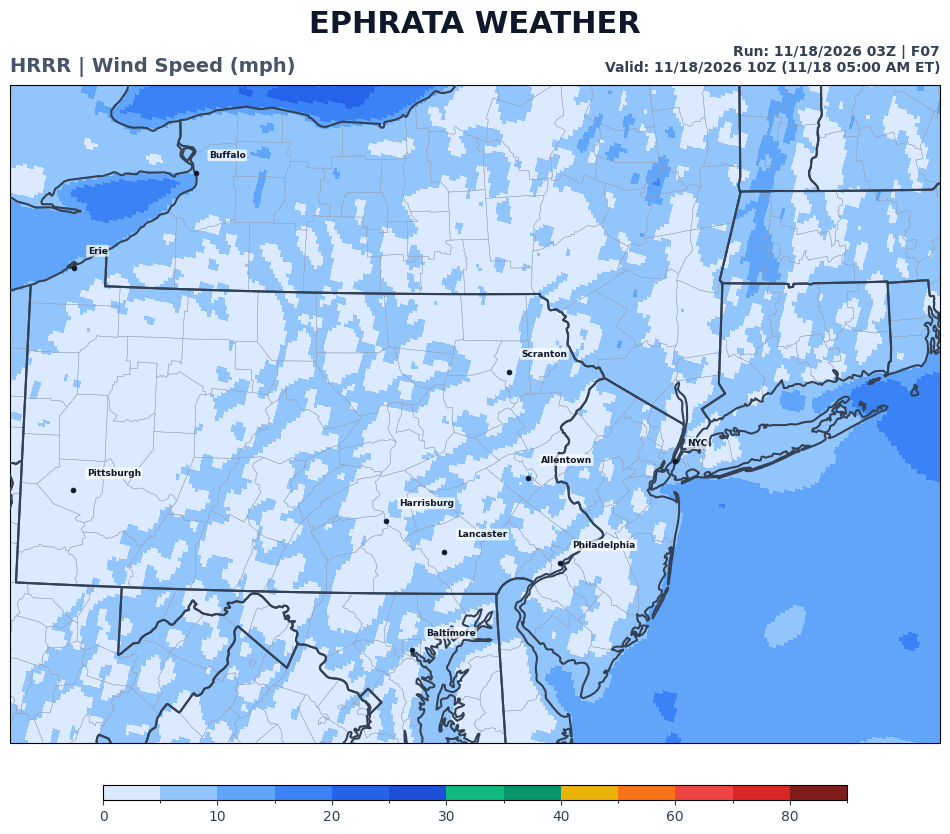 EPHRATA WEATHER
Run: 11/18/2026 03Z | F07
HRRR | Wind Speed (mph)
Valid: 11/18/2026 10Z (11/18 05:00 AM ET)
Buffalo
Erie
Scranton
NYC
Allentown
Pittsburgh
Harrisburg
Lancaster
Philadelphia
Baltimore
0 10 20 30 40 50 60 70 80